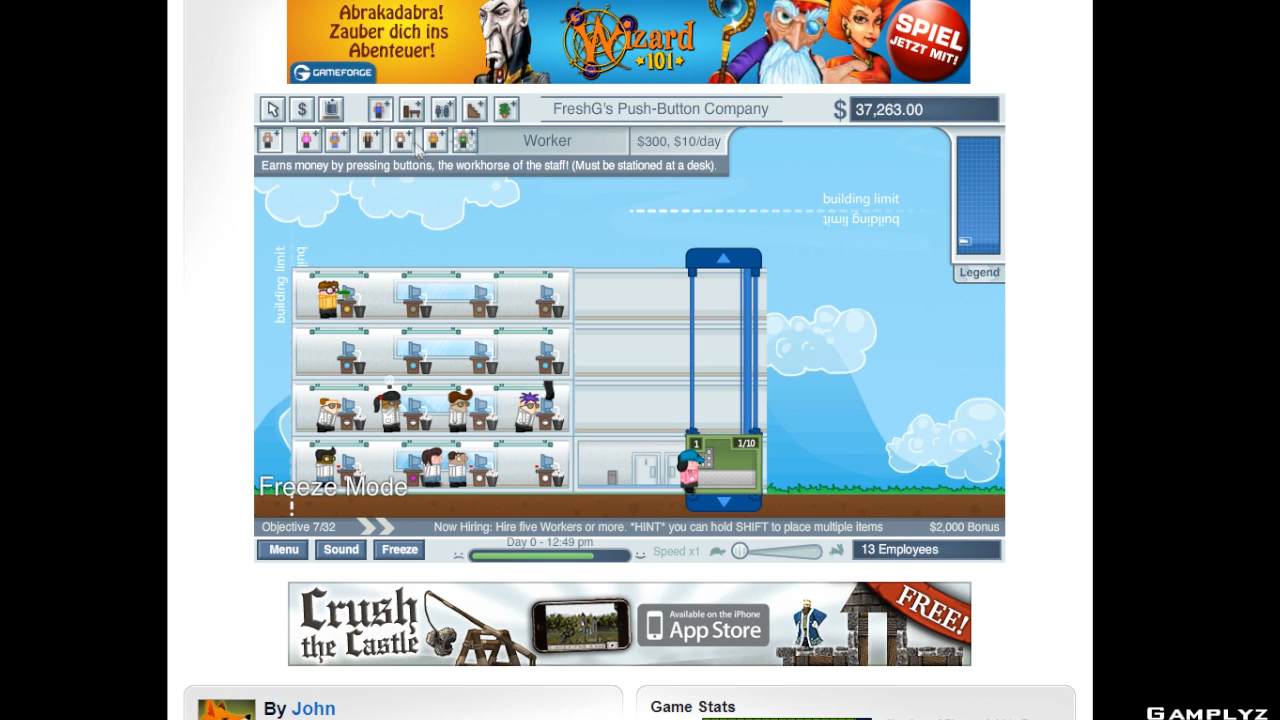 Abrakadabra!
Zauber dich ins
Abenteuer!
GAMEFORGE
Wizard
101
SPIEL
JETZT MIT!
$
FreshG's Push-Button Company
$ 37,263.00
Worker
$300, $10/day
Earns money by pressing buttons, the workhorse of the staff! (Must be stationed at a desk).
building limit
building limit
Legend
building limit
1
1/10
Freeze Mode
Objective 7/32
Now Hiring: Hire five Workers or more. *HINT* you can hold SHIFT to place multiple items
$2,000 Bonus
Menu
Sound
Freeze
Day 0 - 12:49 pm
Speed x1
13 Employees
Crush
the Castle
Available on the iPhone
App Store
FREE!
By John
Game Stats
GAMPLYZ